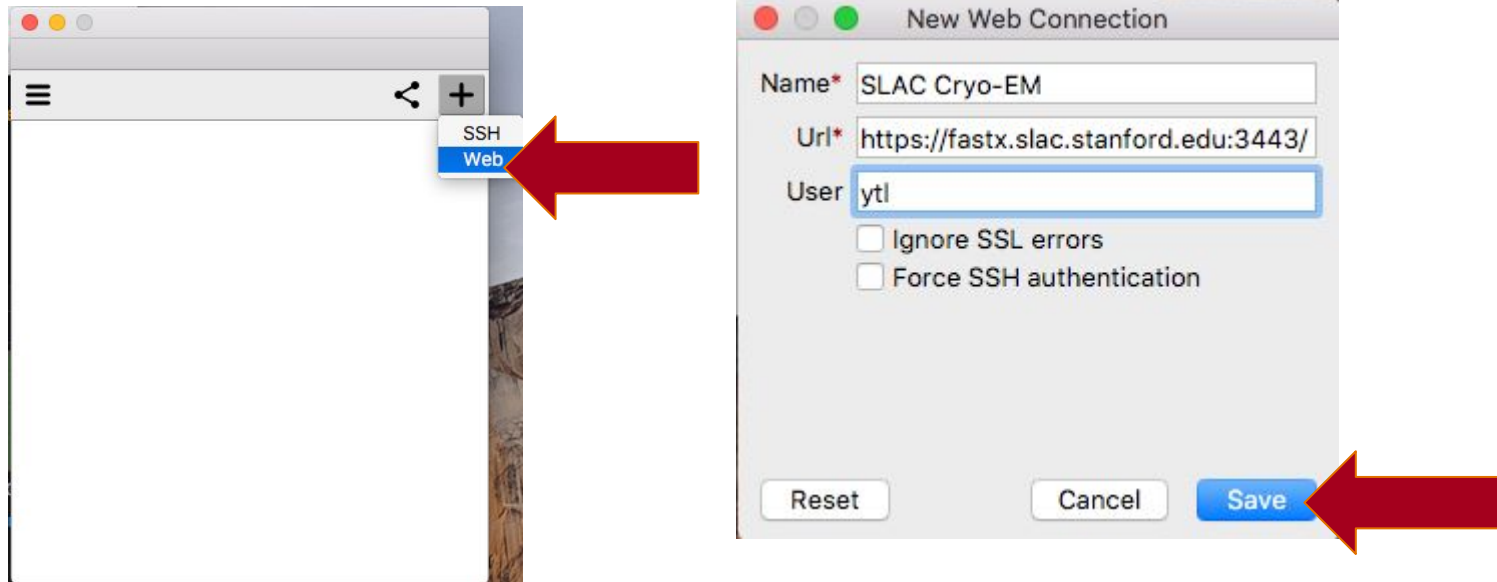 SSH
Web
New Web Connection
Name* SLAC Cryo-EM
Url* https://fastx.slac.stanford.edu:3443/
User ytl
Ignore SSL errors
Force SSH authentication
Reset Cancel Save